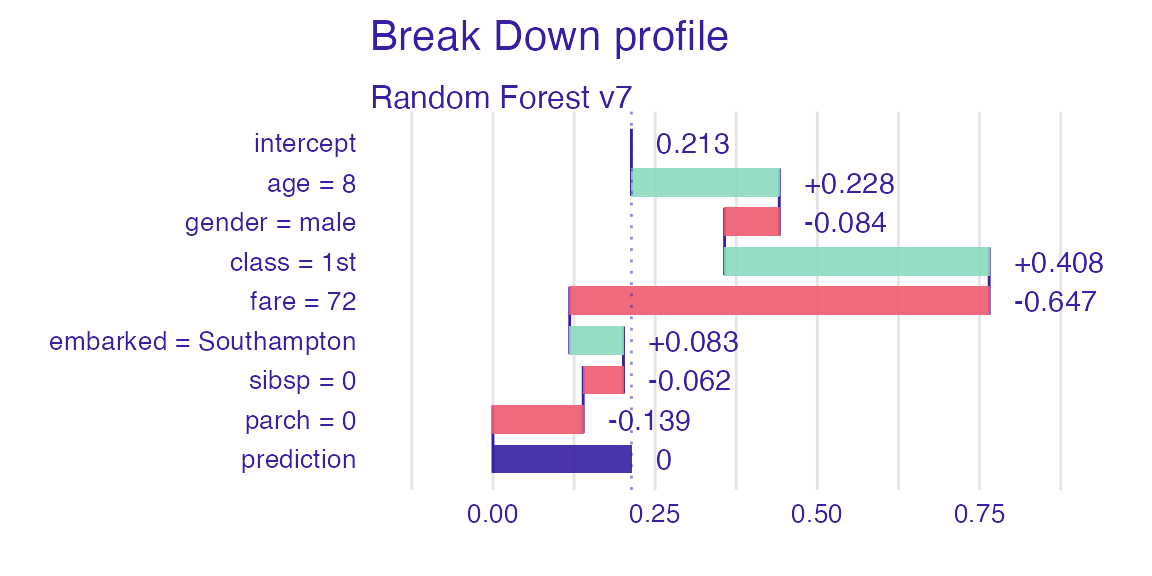 Break Down profile
Random Forest v7
intercept 0.213
age = 8 +0.228
gender = male -0.084
class = 1st +0.408
fare = 72 -0.647
embarked = Southampton +0.083
sibsp = 0 -0.062
parch = 0 -0.139
prediction 0
0.00 0.25 0.50 0.75